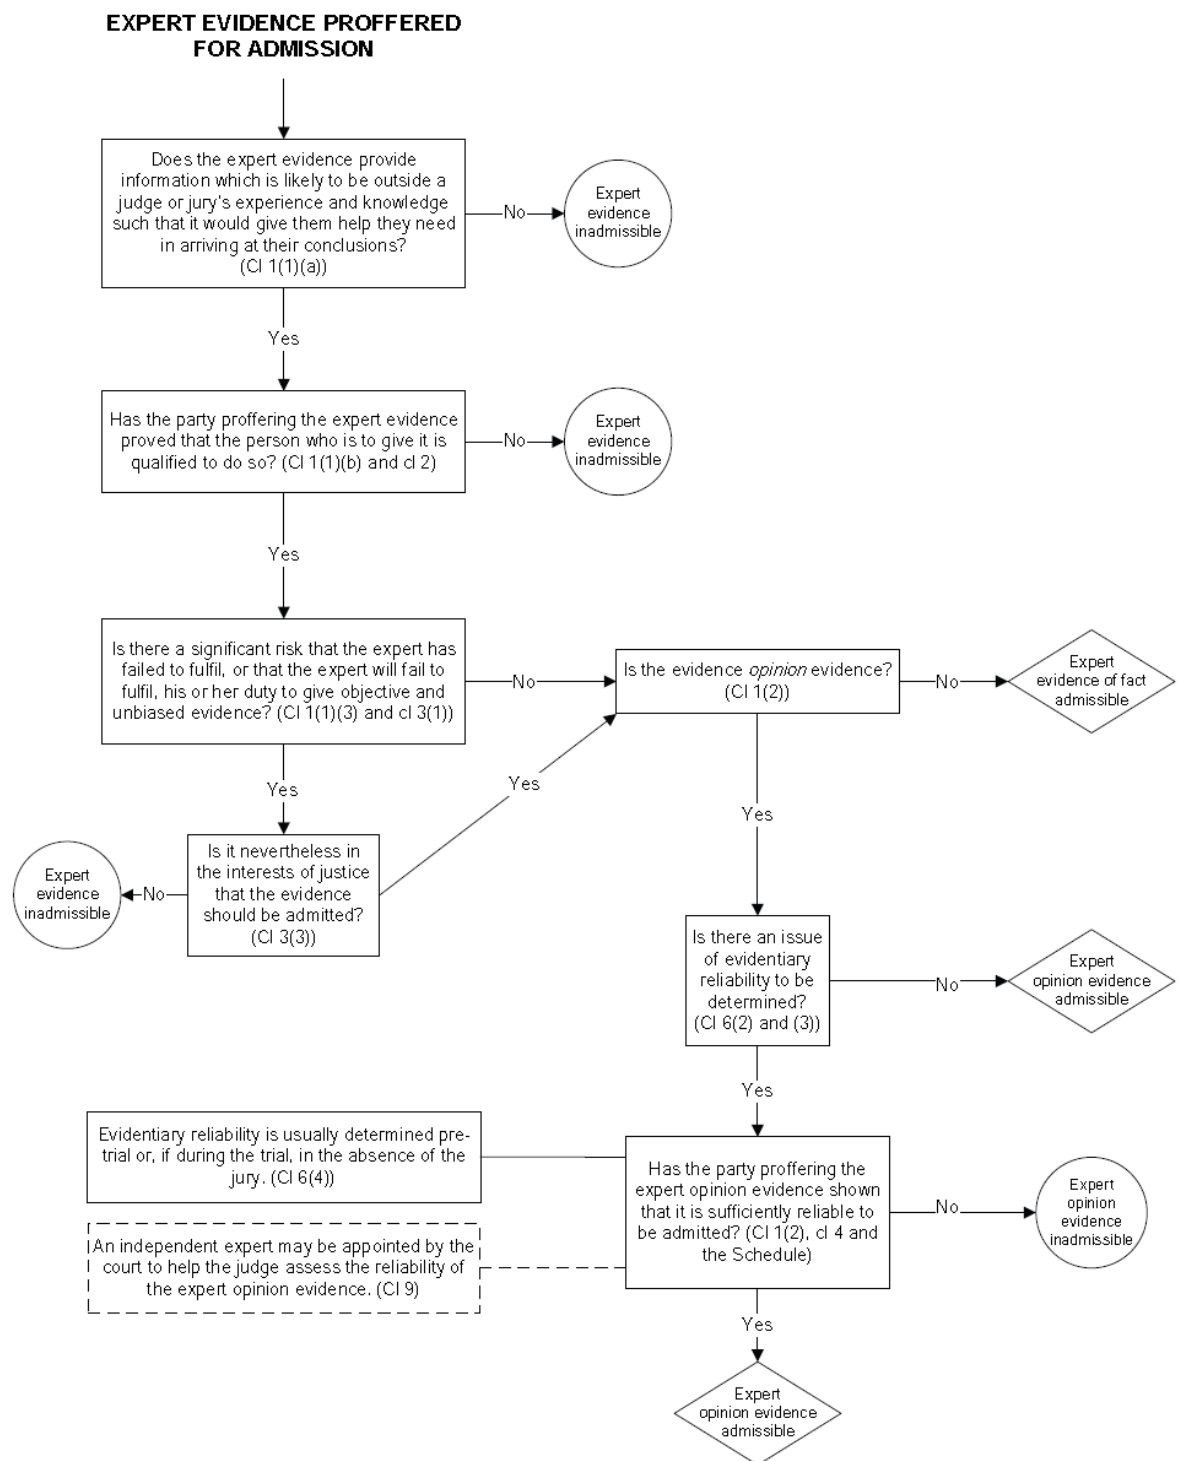 EXPERT EVIDENCE PROFFERED
FOR ADMISSION
Does the expert evidence provide
information which is likely to be outside a
judge or jury's experience and knowledge
such that it would give them help they need
in arriving at their conclusions?
(Cl 1(1)(a))
No
Expert
evidence
inadmissible
Yes
Has the party proffering the expert evidence
proved that the person who is to give it is
qualified to do so? (Cl 1(1)(b) and cl 2)
No
Expert
evidence
inadmissible
Yes
Is there a significant risk that the expert has
failed to fulfil, or that the expert will fail to
fulfil, his or her duty to give objective and
unbiased evidence? (Cl 1(1)(3) and cl 3(1))
No
Is the evidence opinion evidence?
(Cl 1(2))
No
Expert
evidence of fact
admissible
Yes
Yes
Yes
Is it nevertheless in
the interests of justice
that the evidence
should be admitted?
(Cl 3(3))
No
Expert
evidence
inadmissible
Is there an issue
of evidentiary
reliability to be
determined?
(Cl 6(2) and (3))
No
Expert
opinion evidence
admissible
Yes
Evidentiary reliability is usually determined pre-
trial or, if during the trial, in the absence of the
jury. (Cl 6(4))
An independent expert may be appointed by the
court to help the judge assess the reliability of
the expert opinion evidence. (Cl 9)
Has the party proffering the
expert opinion evidence shown
that it is sufficiently reliable to
be admitted? (Cl 1(2), cl 4 and
the Schedule)
No
Expert
opinion
evidence
inadmissible
Yes
Expert
opinion evidence
admissible